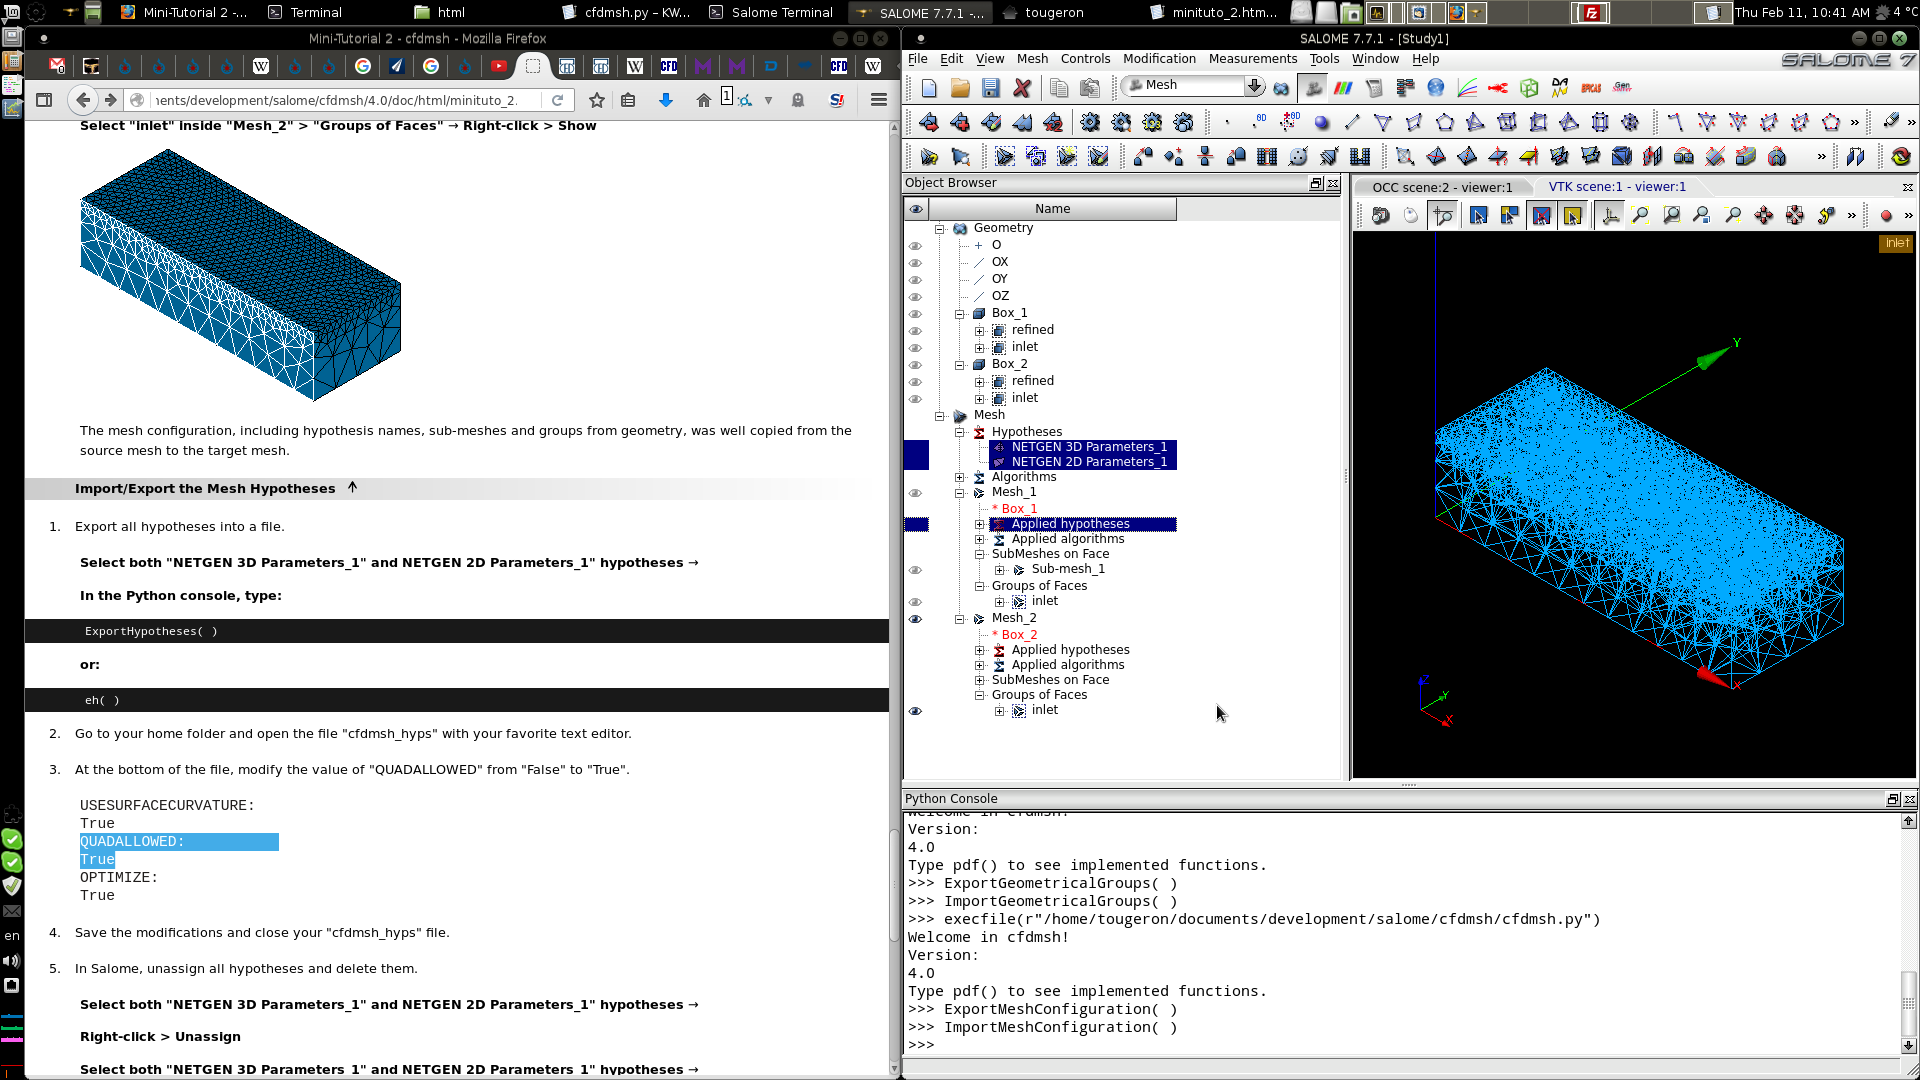 Mini-Tutorial 2 -...
Terminal
html
cfdmsh.py – KW...
Salome Terminal
SALOME 7.7.1 -...
tougeron
minituto_2.htm...
Thu Feb 11, 10:41 AM
4 °C
Mini-Tutorial 2 - cfdmsh - Mozilla Firefox
SALOME 7.7.1 - [Study1]
File Edit View Mesh Controls Modification Measurements Tools Window Help
SALOME 7
Mesh
ients/development/salome/cfdmsh/4.0/doc/html/minituto_2.
1
Select "inlet" inside "Mesh_2" > "Groups of Faces" → Right-click > Show
The mesh configuration, including hypothesis names, sub-meshes and groups from geometry, was well copied from the
source mesh to the target mesh.
Import/Export the Mesh Hypotheses ↑
1. Export all hypotheses into a file.
Select both "NETGEN 3D Parameters_1" and NETGEN 2D Parameters_1" hypotheses →
In the Python console, type:
ExportHypotheses( )
or:
eh( )
2. Go to your home folder and open the file "cfdmsh_hyps" with your favorite text editor.
3. At the bottom of the file, modify the value of "QUADALLOWED" from "False" to "True".
USESURFACECURVATURE:
True
QUADALLOWED:
True
OPTIMIZE:
True
4. Save the modifications and close your "cfdmsh_hyps" file.
5. In Salome, unassign all hypotheses and delete them.
Select both "NETGEN 3D Parameters_1" and NETGEN 2D Parameters_1" hypotheses →
Right-click > Unassign
Select both "NETGEN 3D Parameters_1" and NETGEN 2D Parameters_1" hypotheses →
en
Object Browser
Name
Geometry
O
OX
OY
OZ
Box_1
refined
inlet
Box_2
refined
inlet
Mesh
Hypotheses
NETGEN 3D Parameters_1
NETGEN 2D Parameters_1
Algorithms
Mesh_1
* Box_1
Applied hypotheses
Applied algorithms
SubMeshes on Face
Sub-mesh_1
Groups of Faces
inlet
Mesh_2
* Box_2
Applied hypotheses
Applied algorithms
SubMeshes on Face
Groups of Faces
inlet
OCC scene:2 - viewer:1
VTK scene:1 - viewer:1
inlet
Y
X
Z
Y
X
Python Console
Welcome in cfdmsh!
Version:
4.0
Type pdf() to see implemented functions.
>>> ExportGeometricalGroups( )
>>> ImportGeometricalGroups( )
>>> execfile(r"/home/tougeron/documents/development/salome/cfdmsh/cfdmsh.py")
Welcome in cfdmsh!
Version:
4.0
Type pdf() to see implemented functions.
>>> ExportMeshConfiguration( )
>>> ImportMeshConfiguration( )
>>>